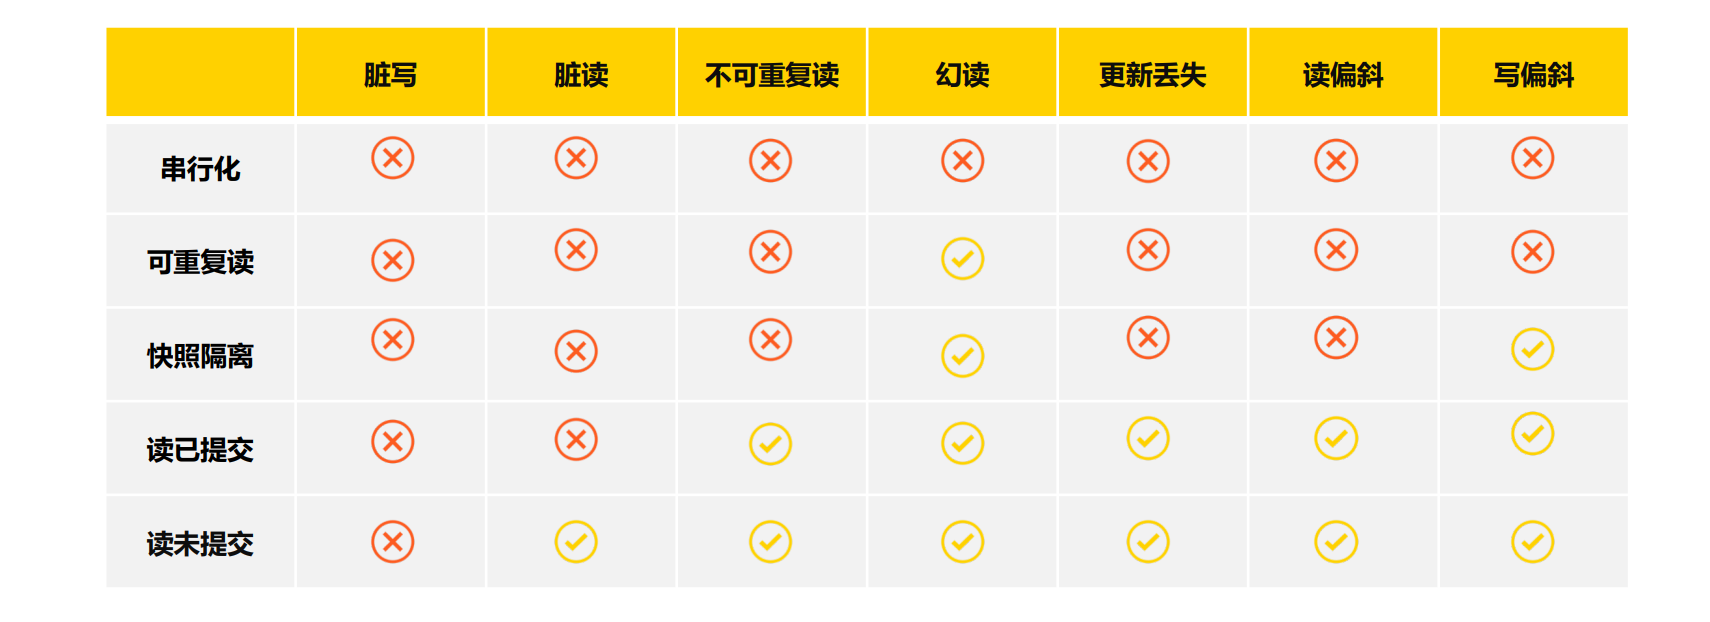 脏写 脏读 不可重复读 幻读 更新丢失 读偏斜 写偏斜
串行化
可重复读
快照隔离
读已提交
读未提交